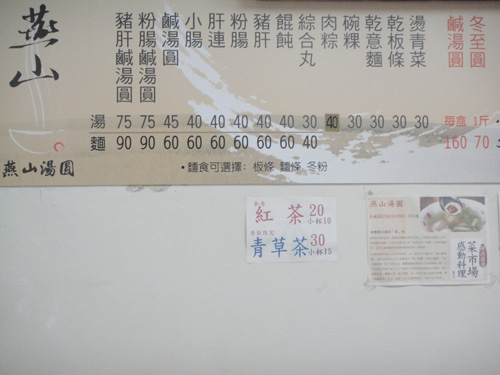 燕山
燕山湯圓
豬肝鹹湯圓
粉腸鹹湯圓
鹹湯圓
小腸
肝連
粉腸
豬肝
餛飩
綜合丸
肉粽
碗粿
乾意麵
乾板條
燙青菜
鹹湯圓
冬至圓
湯 75 75 45 40 40 40 40 40 30 40 30 30 30 30
每盒 1斤
麵 90 90 60 60 60 60 60 60 40
160 70
•麵食可選擇: 板條 麵條 冬粉
紅茶 20
小杯10
青草茶 30
小杯15
燕山湯圓
菜市場
感動料理